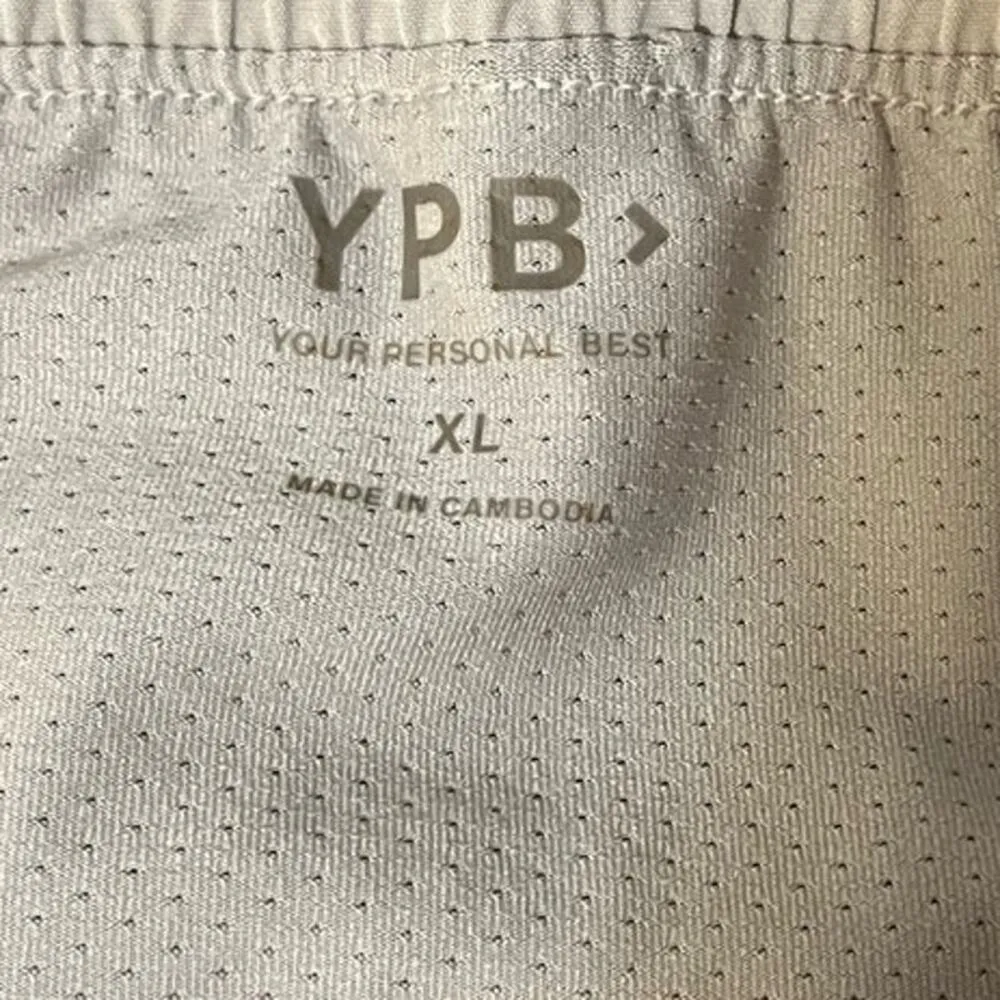 YPB>
YOUR PERSONAL BEST
XL
MADE IN CAMBODIA